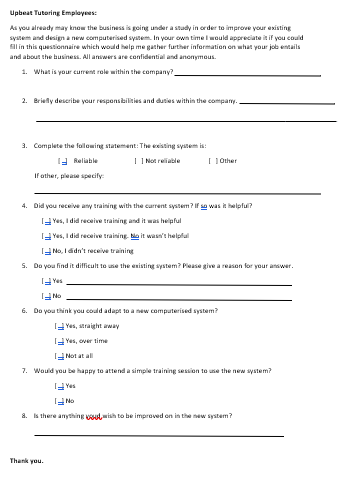 Upbeat Tutoring Employees:
As you already may know the business is going under a study in order to improve your existing
system and design a new computerised system. In your own time I would appreciate it if you could
fill in this questionnaire which would help me gather further information on what your job entails
and about the business. All answers are confidential and anonymous.
1. What is your current role within the company?
2. Briefly describe your responsibilities and duties within the company.
3. Complete the following statement: The existing system is:
[ ] Reliable [ ] Not reliable [ ] Other
If other, please specify:
4. Did you receive any training with the current system? If so was it helpful?
[ ] Yes, I did receive training and it was helpful
[ ] Yes, I did receive training. No it wasn't helpful
[ ] No, I didn't receive training
5. Do you find it difficult to use the existing system? Please give a reason for your answer.
[ ] Yes
[ ] No
6. Do you think you could adapt to a new computerised system?
[ ] Yes, straight away
[ ] Yes, over time
[ ] Not at all
7. Would you be happy to attend a simple training session to use the new system?
[ ] Yes
[ ] No
8. Is there anything youd wish to be improved on in the new system?
Thank you.